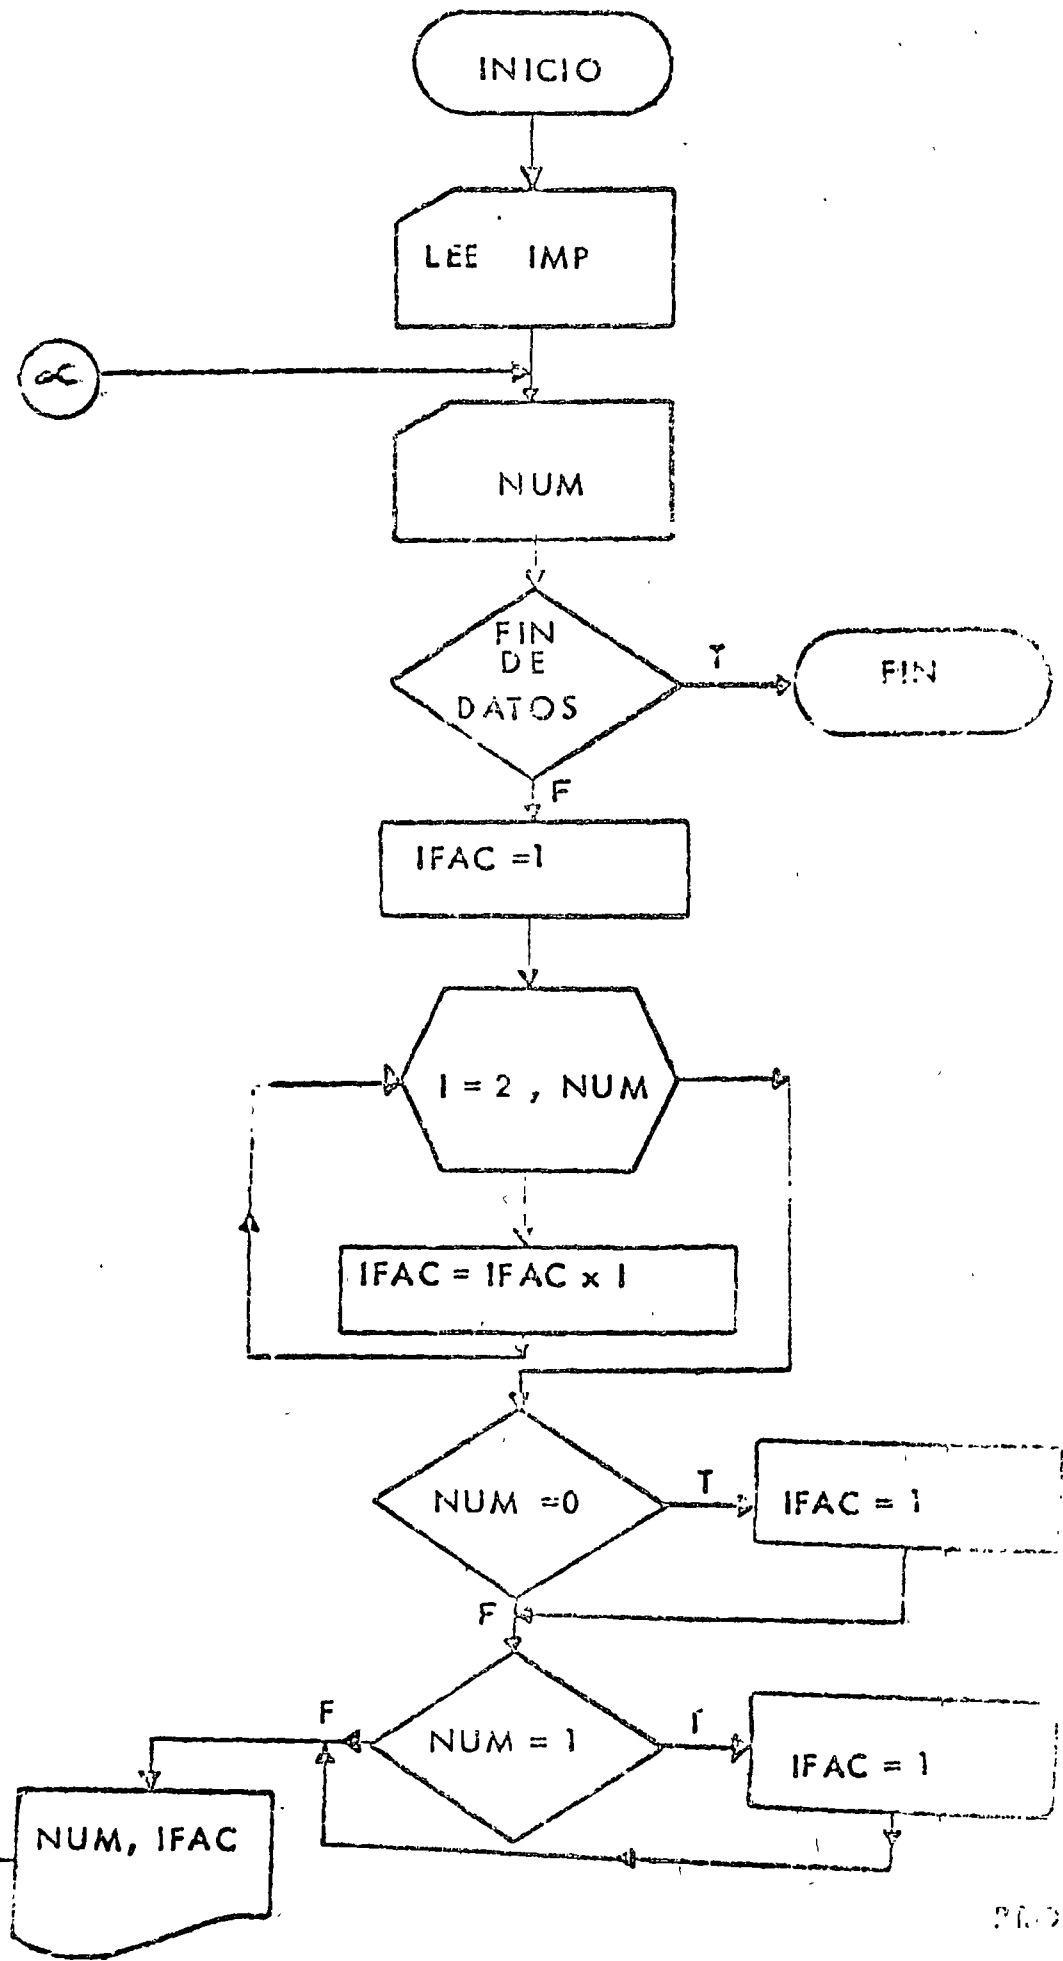 INICIO
LEE IMP
∝
NUM
FIN
DE
DATOS
T
FIN
F
IFAC =1
I = 2 , NUM
IFAC = IFAC x I
NUM =0
T
IFAC = 1
F
NUM = 1
T
IFAC = 1
F
NUM, IFAC